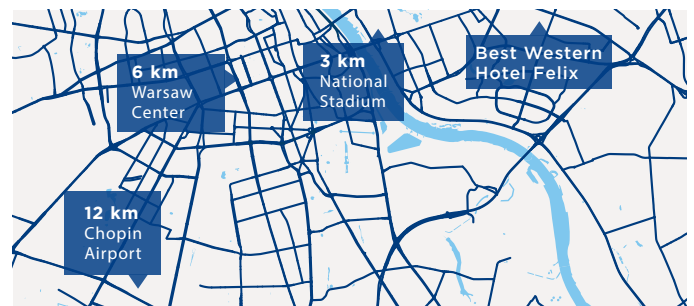 6 km
Warsaw
Center
3 km
National
Stadium
Best Western
Hotel Felix
12 km
Chopin
Airport